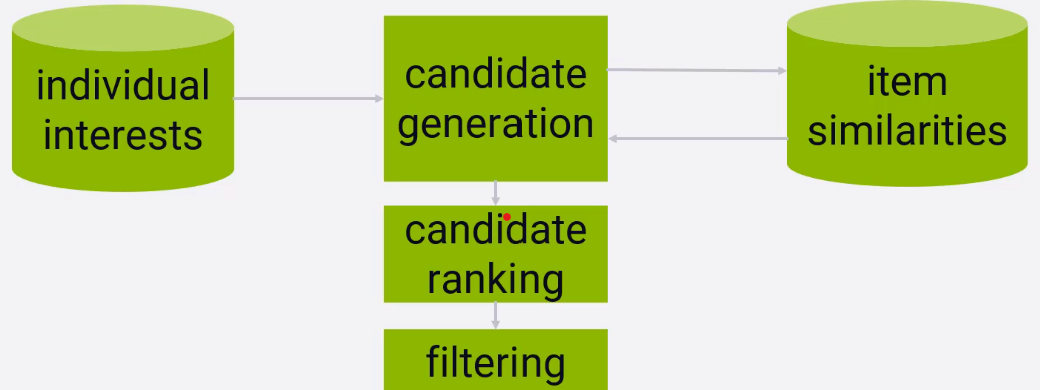 individual
interests
candidate
generation
item
similarities
candidate
ranking
filtering